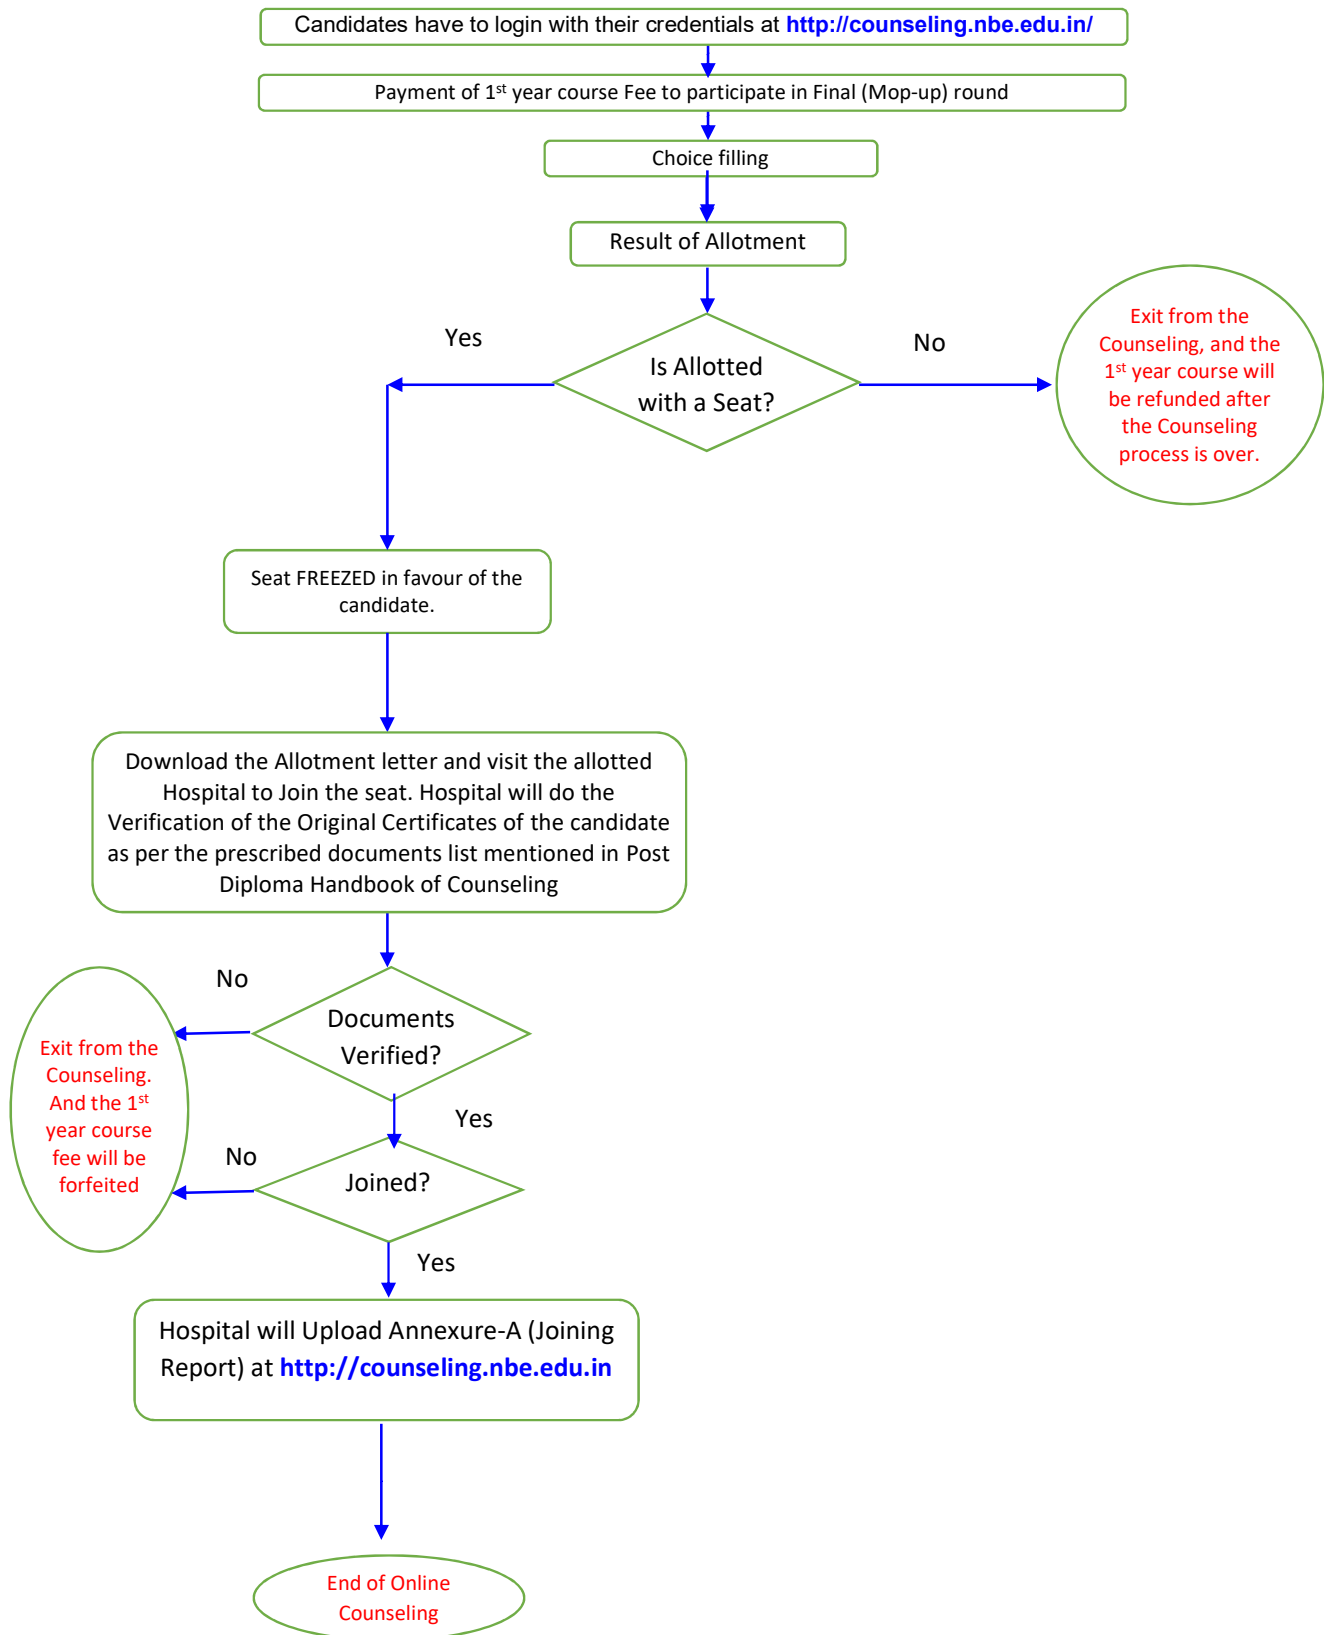 Candidates have to login with their credentials at http://counseling.nbe.edu.in/
Payment of 1st year course Fee to participate in Final (Mop-up) round
Choice filling
Result of Allotment
Is Allotted
with a Seat?
Yes
No
Exit from the
Counseling, and the
1st year course will
be refunded after
the Counseling
process is over.
Seat FREEZED in favour of the
candidate.
Download the Allotment letter and visit the allotted
Hospital to Join the seat. Hospital will do the
Verification of the Original Certificates of the candidate
as per the prescribed documents list mentioned in Post
Diploma Handbook of Counseling
Documents
Verified?
No
Yes
Exit from the
Counseling.
And the 1st
year course
fee will be
forfeited
Joined?
No
Yes
Hospital will Upload Annexure-A (Joining
Report) at http://counseling.nbe.edu.in
End of Online
Counseling